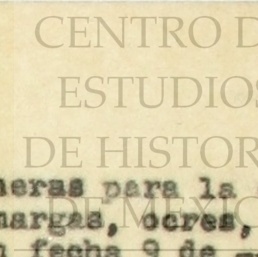 CENTRO D
ESTUDIOS
DE HISTOR
DE MEXICO
neras para la
margas, ocres,
fecha 9 de